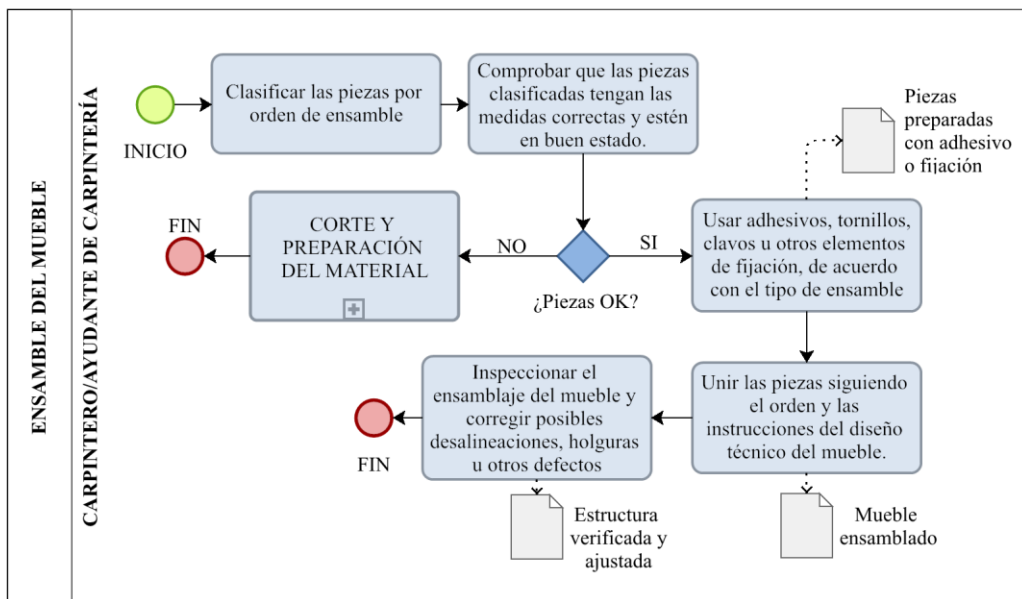 ENSAMBLE DEL MUEBLE
CARPINTERO/AYUDANTE DE CARPINTERÍA
INICIO
Clasificar las piezas por
orden de ensamble
Comprobar que las piezas
clasificadas tengan las
medidas correctas y estén
en buen estado.
Piezas
preparadas
con adhesivo
o fijación
FIN
CORTE Y
PREPARACIÓN
DEL MATERIAL
NO
SI
¿Piezas OK?
Usar adhesivos, tornillos,
clavos u otros elementos
de fijación, de acuerdo
con el tipo de ensamble
Unir las piezas siguiendo
el orden y las
instrucciones del diseño
técnico del mueble.
Inspeccionar el
ensamblaje del mueble y
corregir posibles
desalineaciones, holguras
u otros defectos
FIN
Estructura
verificada y
ajustada
Mueble
ensamblado